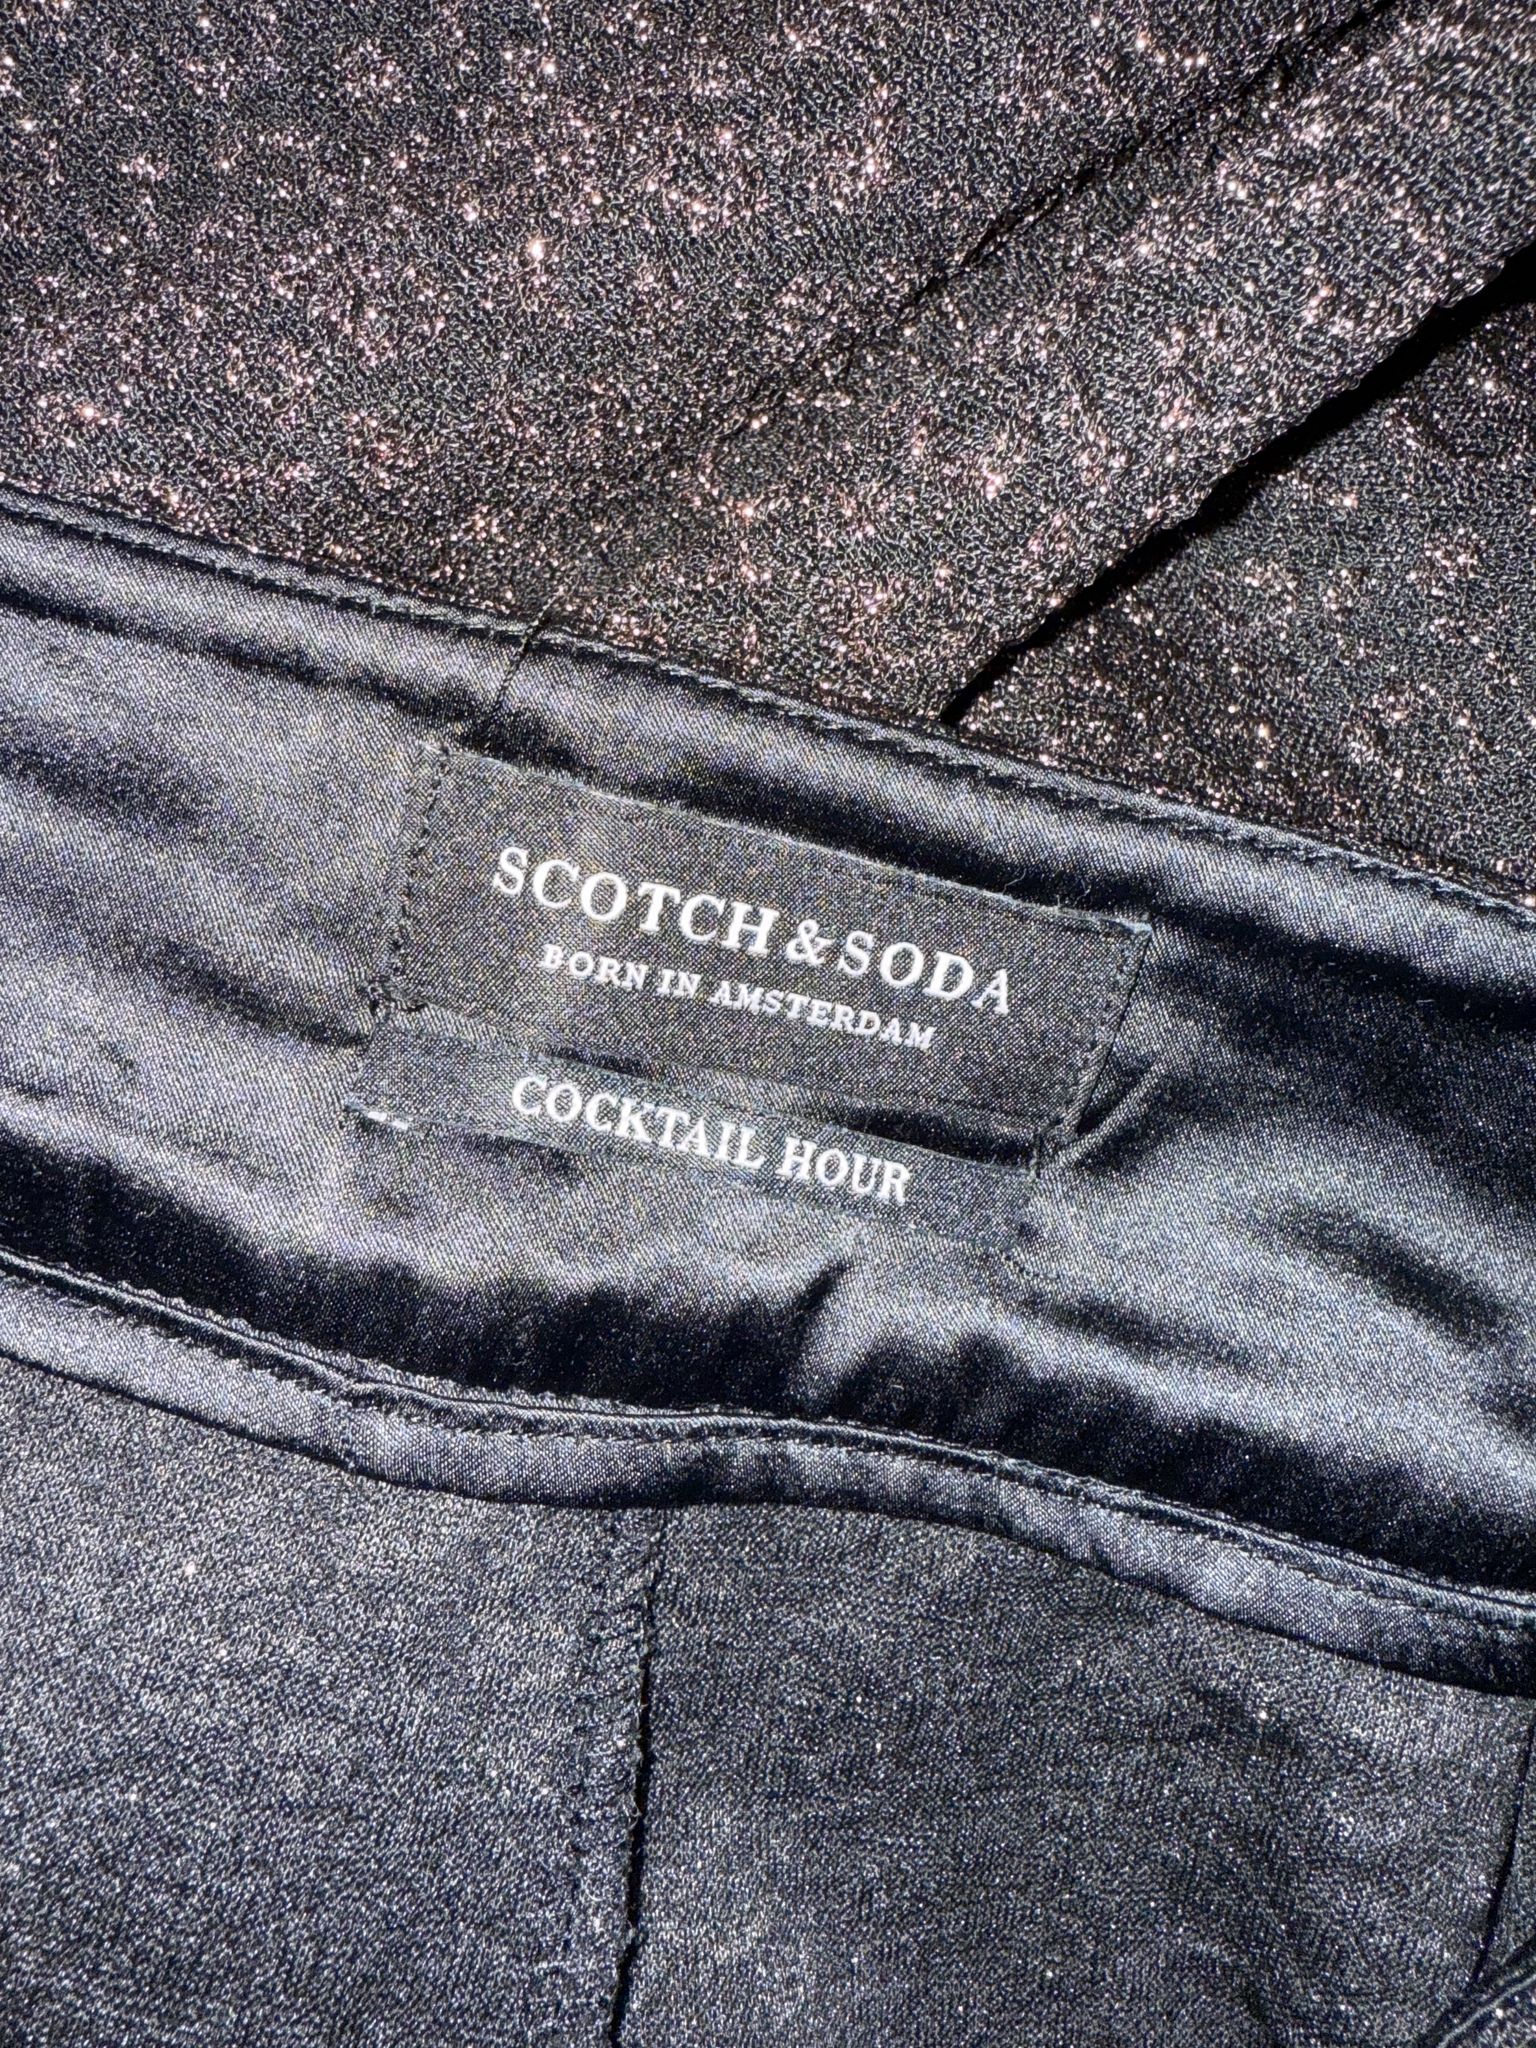 SCOTCH & SODA
BORN IN AMSTERDAM
COCKTAIL HOUR